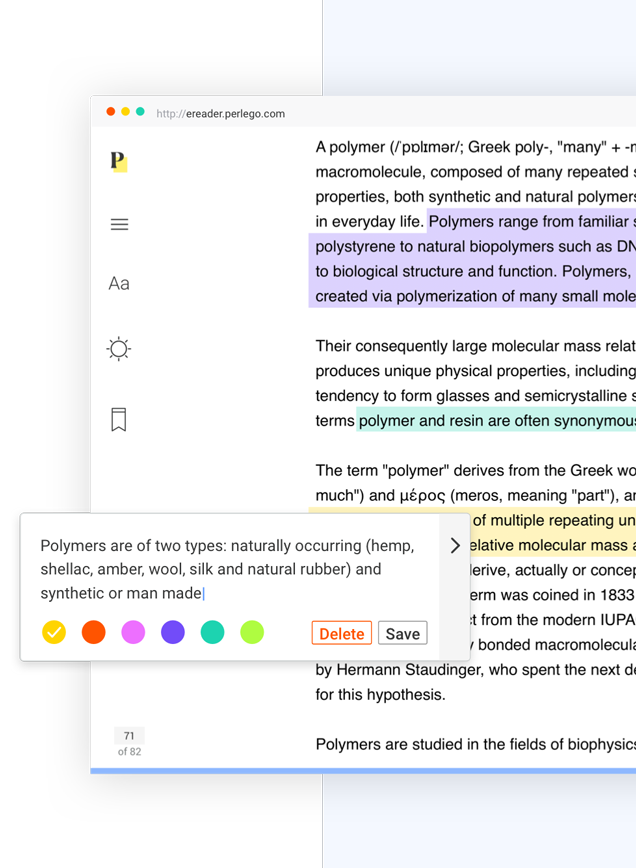 http://ereader.perlego.com
P
A polymer (/ˈpɒlɪmər/; Greek poly-, "many" +
macromolecule, composed of many repeated
properties, both synthetic and natural polymers
in everyday life. Polymers range from familiar
polystyrene to natural biopolymers such as DN
to biological structure and function. Polymers,
created via polymerization of many small mole
Aa
Their consequently large molecular mass relat
produces unique physical properties, including
tendency to form glasses and semicrystalline
terms polymer and resin are often synonymous
The term "polymer" derives from the Greek wo
much") and μέρος (meros, meaning "part"), an
of multiple repeating un
elative molecular mass a
erive, actually or concep
erm was coined in 1833
t from the modern IUPA
bonded macromolecula
by Hermann Staudinger, who spent the next de
for this hypothesis.
Polymers are of two types: naturally occurring (hemp,
shellac, amber, wool, silk and natural rubber) and
synthetic or man made
Delete Save
71
of 82
Polymers are studied in the fields of biophysics